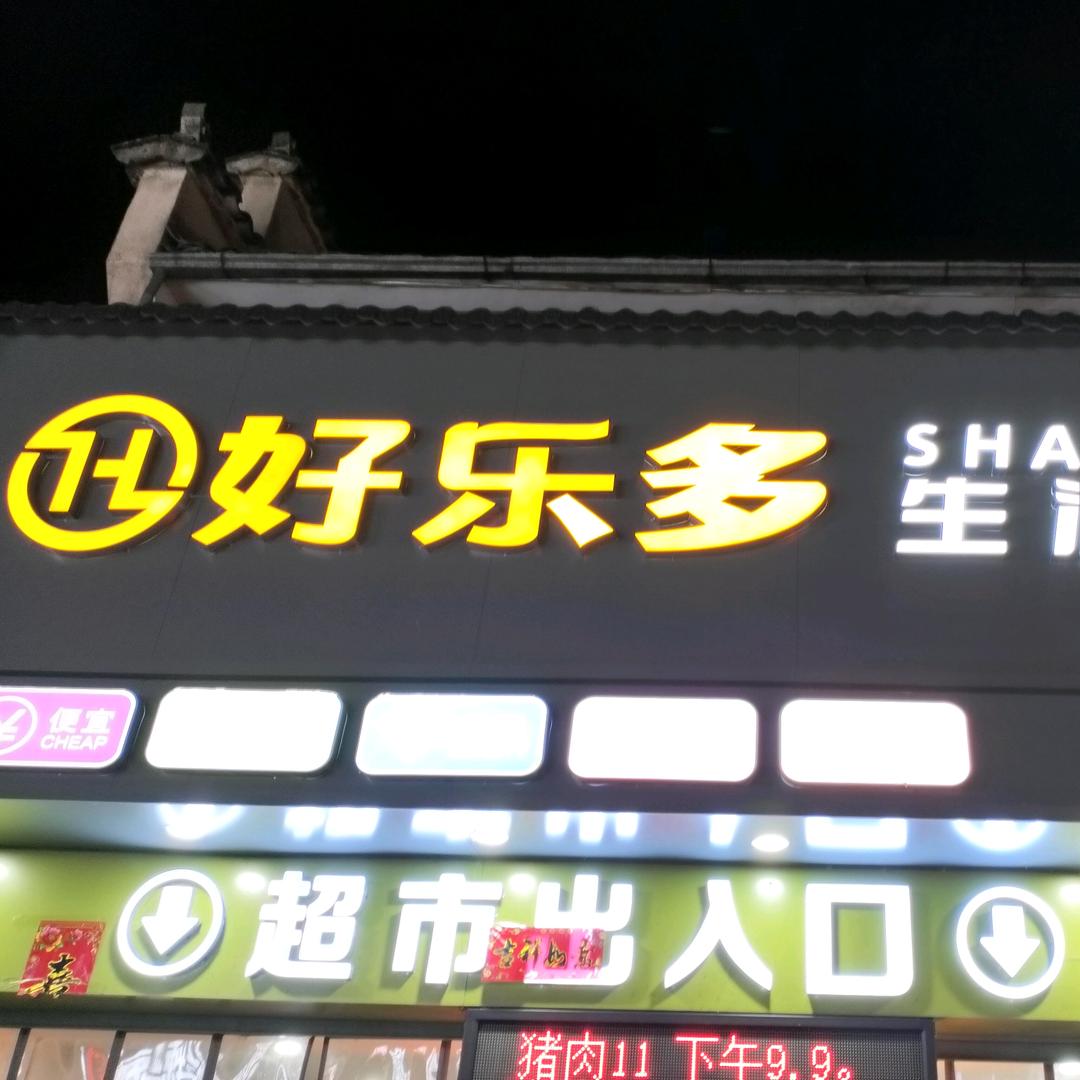 好乐多
SHA
生
便宜
CHEAP
超市出入口
吉祥如意
猪肉11 下午9.9。